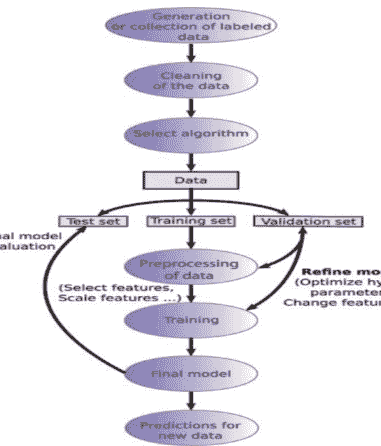 Generation
or collection of labeled
data
Cleaning
of the data
Select algorithm
Data
Test set
Training set
Validation set
nal model
valuation
Preprocessing
of data
(Select features,
Scale features ...)
Refine mo
(Optimize hy
parameter
Change featur
Training
Final model
Predictions for
new data